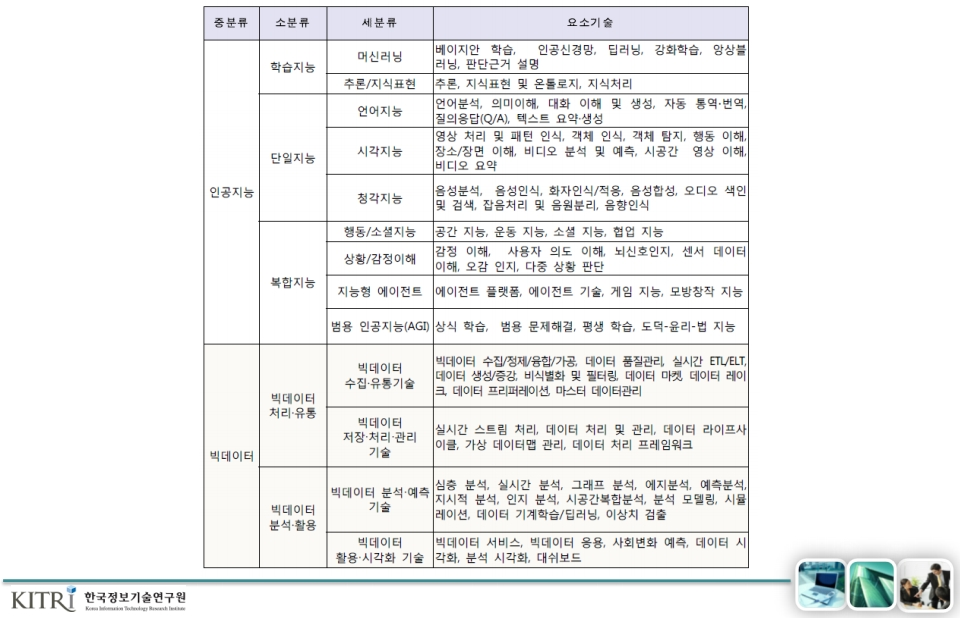 중분류 소분류 세분류 요소기술
인공지능
학습지능
머신러닝
베이지안 학습, 인공신경망, 딥러닝, 강화학습, 앙상블
러닝, 판단근거 설명
추론/지식표현
추론, 지식표현 및 온톨로지, 지식처리
단일지능
언어지능
언어분석, 의미이해, 대화 이해 및 생성, 자동 통역·번역,
질의응답(Q/A), 텍스트 요약·생성
시각지능
영상 처리 및 패턴 인식, 객체 인식, 객체 탐지, 행동 이해,
장소/장면 이해, 비디오 분석 및 예측, 시공간 영상 이해,
비디오 요약
청각지능
음성분석, 음성인식, 화자인식/적응, 음성합성, 오디오 색인
및 검색, 잡음처리 및 음원분리, 음향인식
복합지능
행동/소셜지능
공간 지능, 운동 지능, 소셜 지능, 협업 지능
상황/감정이해
감정 이해, 사용자 의도 이해, 뇌신호인지, 센서 데이터
이해, 오감 인지, 다중 상황 판단
지능형 에이전트
에이전트 플랫폼, 에이전트 기술, 게임 지능, 모방창작 지능
범용 인공지능(AGI)
상식 학습, 범용 문제해결, 평생 학습, 도덕-윤리-법 지능
빅데이터
빅데이터
처리·유통
빅데이터
수집·유통기술
빅데이터 수집/정제/융합/가공, 데이터 품질관리, 실시간 ETL/ELT,
데이터 생성/증강, 비식별화 및 필터링, 데이터 마켓, 데이터 레이
크, 데이터 프리퍼레이션, 마스터 데이터관리
빅데이터
저장·처리·관리
기술
실시간 스트림 처리, 데이터 처리 및 관리, 데이터 라이프사
이클, 가상 데이터맵 관리, 데이터 처리 프레임워크
빅데이터
분석·활용
빅데이터 분석·예측
기술
심층 분석, 실시간 분석, 그래프 분석, 에지분석, 예측분석,
지시적 분석, 인지 분석, 시공간복합분석, 분석 모델링, 시뮬
레이션, 데이터 기계학습/딥러닝, 이상치 검출
빅데이터
활용·시각화 기술
빅데이터 서비스, 빅데이터 응용, 사회변화 예측, 데이터 시
각화, 분석 시각화, 대쉬보드
KITRI 한국정보기술연구원
Korea Information Technology Research Institute